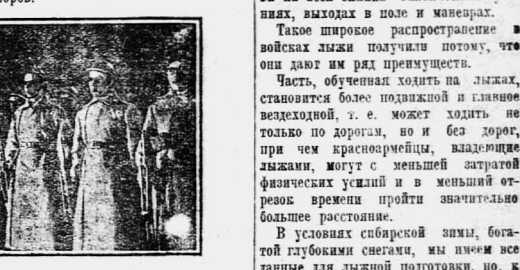 ниях, выходах в поле и маневрах.
Такое широкое распространение в
войсках лыжи получили потому, что
они дают им ряд преимуществ.
Часть, обученная ходить на лыжах,
становится более подвижной и главное
вездеходной, т. е. может ходить не
только по дорогам, но и без дорог,
при чем красноармейцы, владеющие
лыжами, могут с меньшей затратой
физических усилий и в меньший от-
резок времени пройти значительно
большее расстояние.
В условиях сибирской зимы, бога-
той глубокими снегами, мы имеем все
данные для лыжной подготовки, но, к